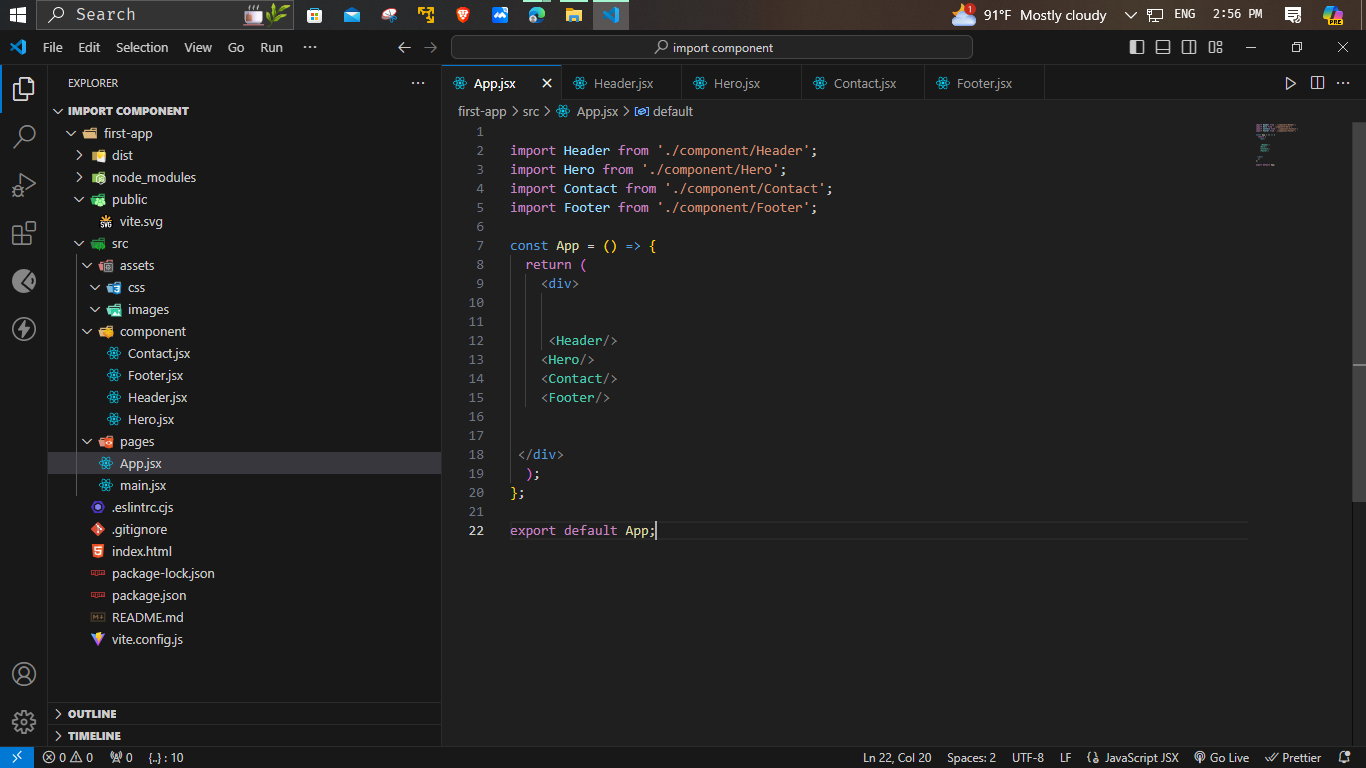 Search
1
91°F Mostly cloudy
ENG
2:56 PM
PRE
File Edit Selection View Go Run ···
import component
EXPLORER
···
IMPORT COMPONENT
first-app
dist
node_modules
public
vite.svg
src
assets
css
images
component
Contact.jsx
Footer.jsx
Header.jsx
Hero.jsx
pages
App.jsx
main.jsx
.eslintrc.cjs
.gitignore
index.html
package-lock.json
package.json
README.md
vite.config.js
OUTLINE
TIMELINE
App.jsx
Header.jsx
Hero.jsx
Contact.jsx
Footer.jsx
···
first-app > src > App.jsx > default
1
2 import Header from './component/Header';
3 import Hero from './component/Hero';
4 import Contact from './component/Contact';
5 import Footer from './component/Footer';
6
7 const App = () => {
8 return (
9 <div>
10
11
12 <Header/>
13 <Hero/>
14 <Contact/>
15 <Footer/>
16
17
18 </div>
19 );
20 };
21
22 export default App;
0 0 0 {..} : 10
Ln 22, Col 20 Spaces: 2 UTF-8 LF JavaScript JSX Go Live Prettier